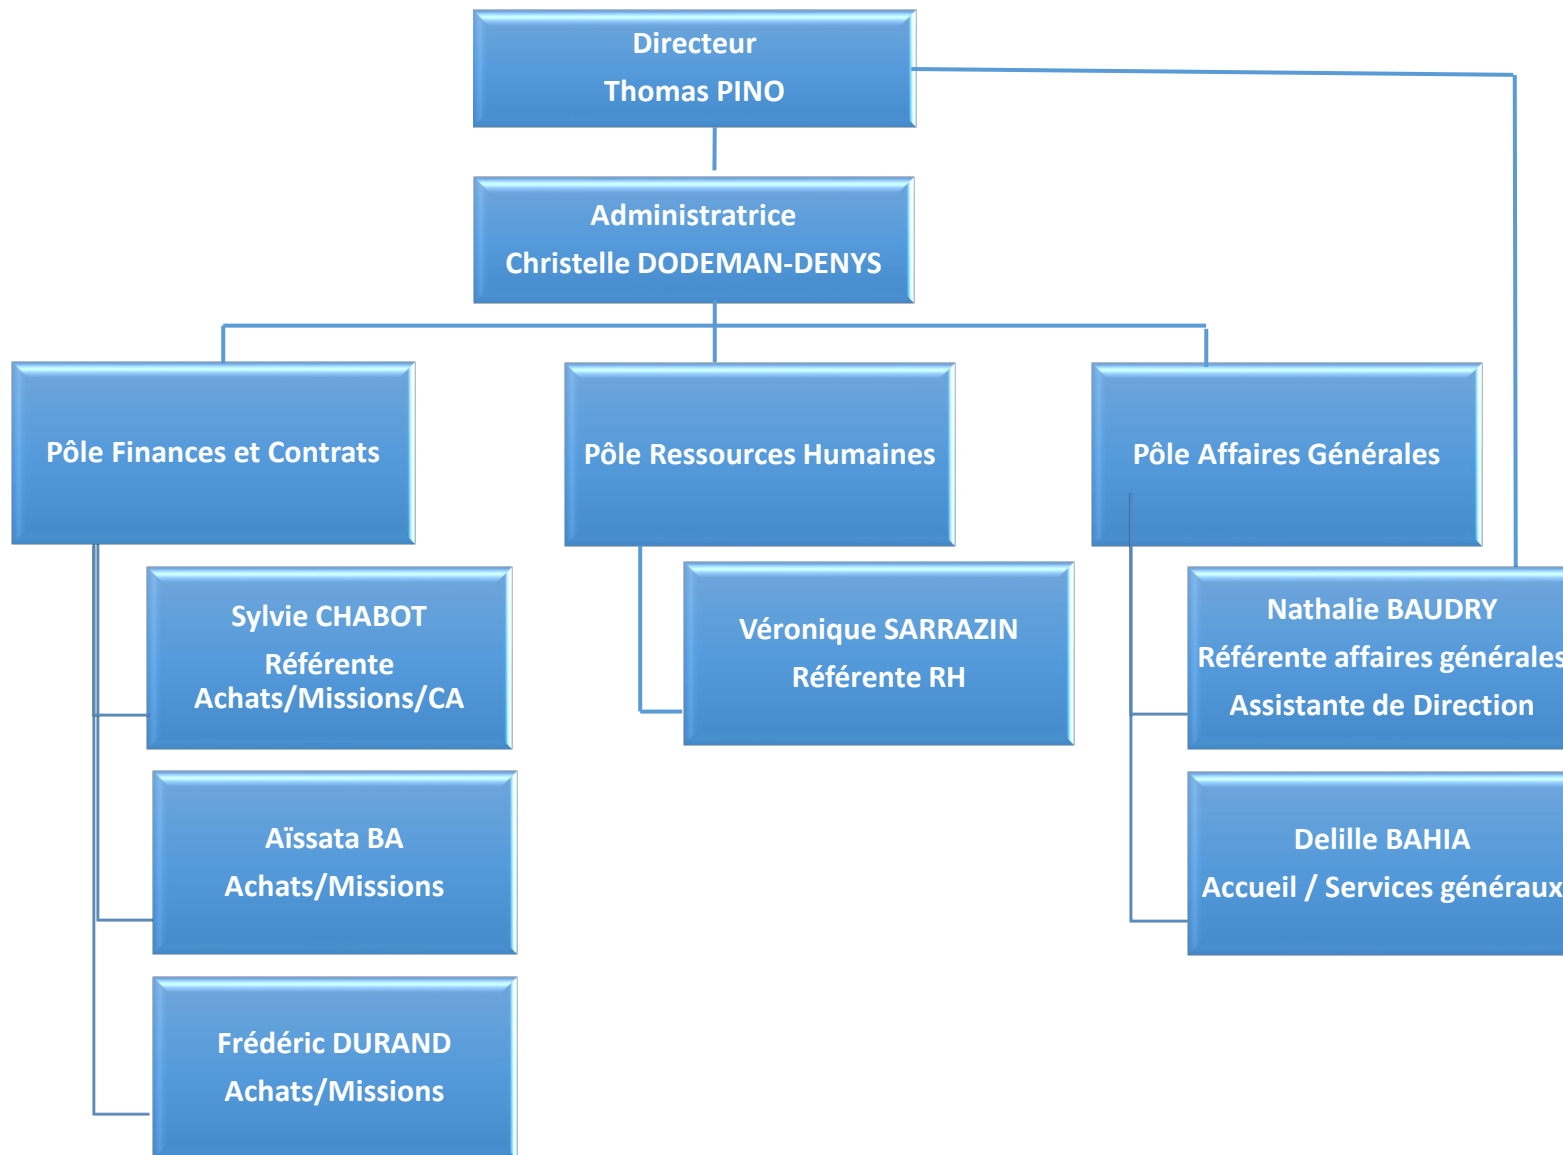 Directeur
Thomas PINO
Administratrice
Christelle DODEMAN-DENYS
Pôle Finances et Contrats
Pôle Ressources Humaines
Pôle Affaires Générales
Sylvie CHABOT
Référente
Achats/Missions/CA
Aïssata BA
Achats/Missions
Frédéric DURAND
Achats/Missions
Véronique SARRAZIN
Référente RH
Nathalie BAUDRY
Référente affaires générales
Assistante de Direction
Delille BAHIA
Accueil / Services généraux